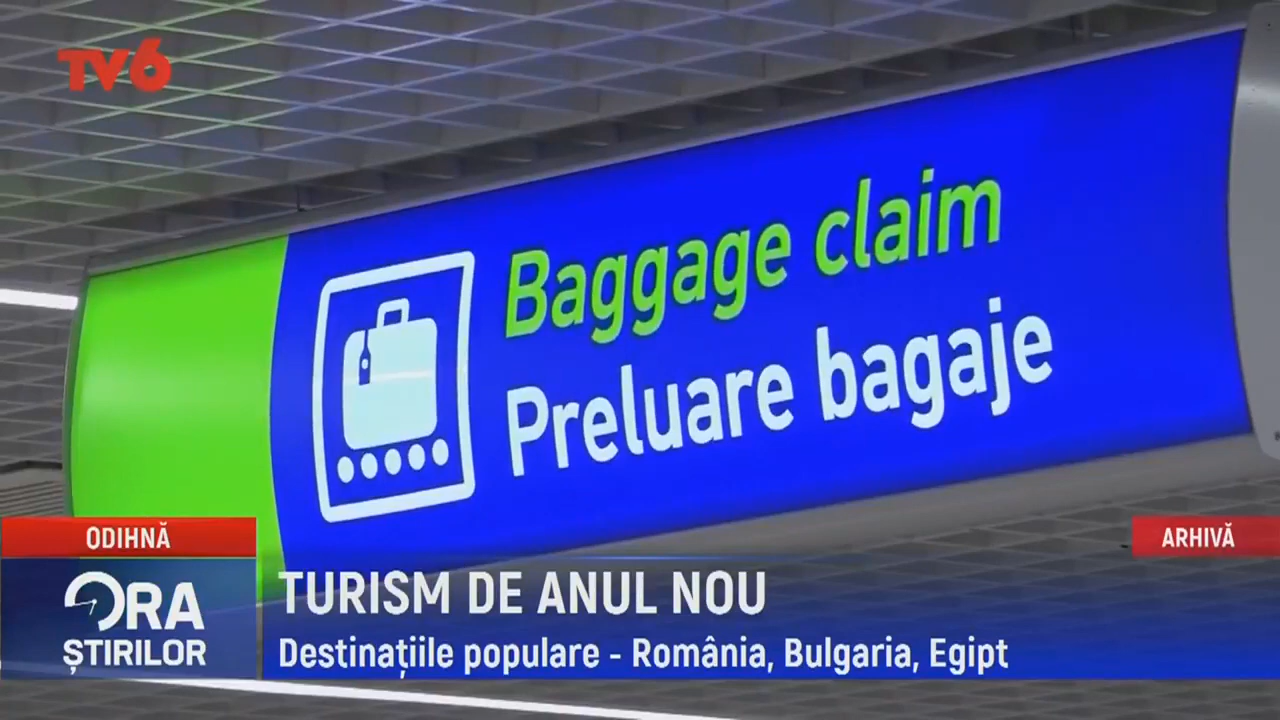 TV6
Baggage claim
Preluare bagaje
ODIHNĂ
ARHIVĂ
ORA
ȘTIRILOR
TURISM DE ANUL NOU
Destinațiile populare - România, Bulgaria, Egipt